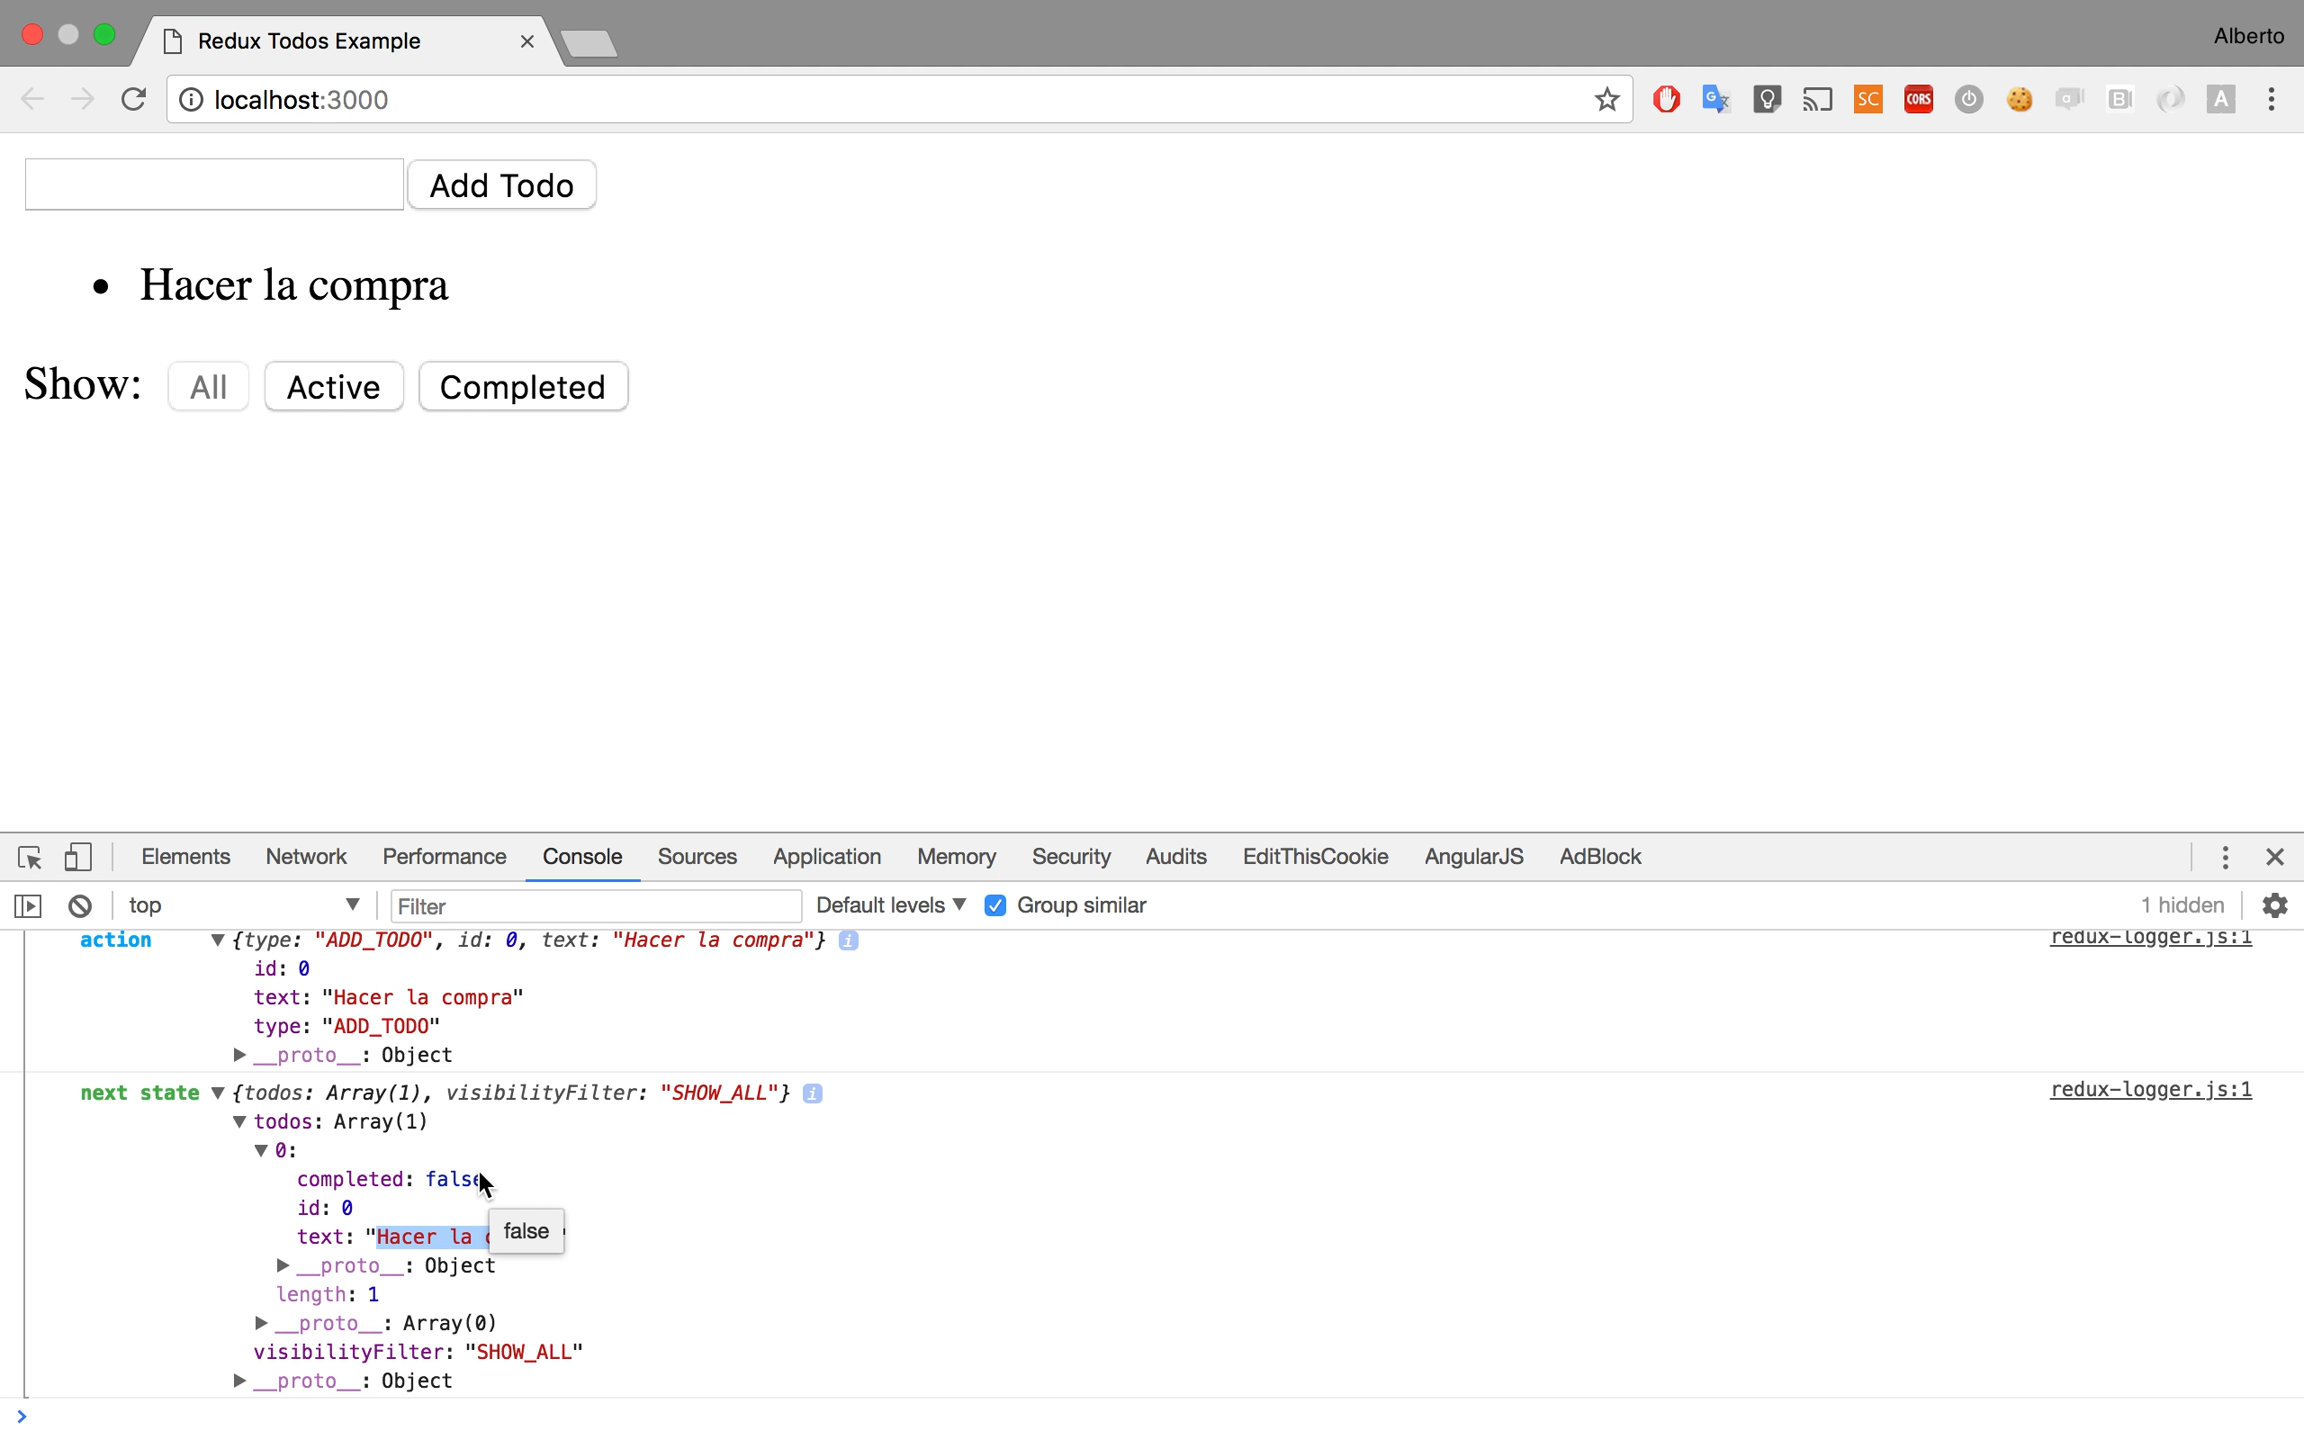 Redux Todos Example
Alberto
localhost:3000
SC
CORS
Add Todo
• Hacer la compra
Show: All Active Completed
Elements Network Performance Console Sources Application Memory Security Audits EditThisCookie AngularJS AdBlock
top Filter Default levels Group similar 1 hidden
action {type: "ADD_TODO", id: 0, text: "Hacer la compra"} redux-logger.js:1
id: 0
text: "Hacer la compra"
type: "ADD_TODO"
__proto__: Object
next state {todos: Array(1), visibilityFilter: "SHOW_ALL"} redux-logger.js:1
todos: Array(1)
0:
completed: false
id: 0
text: "Hacer la
false
__proto__: Object
length: 1
__proto__: Array(0)
visibilityFilter: "SHOW_ALL"
__proto__: Object